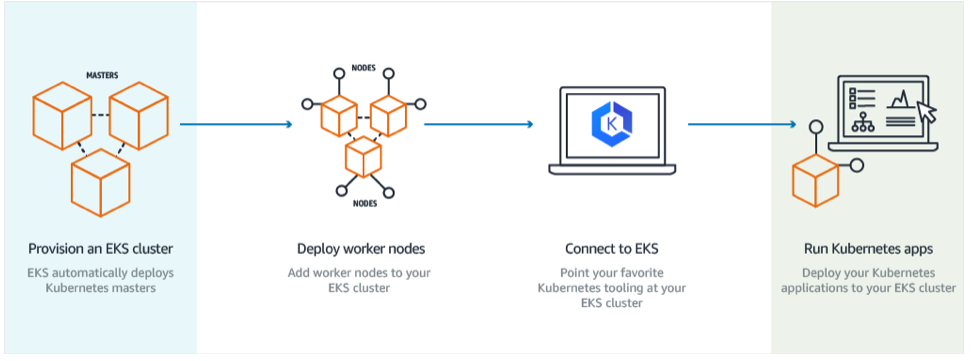 MASTERS
NODES
NODES
K
Provision an EKS cluster
EKS automatically deploys
Kubernetes masters
Deploy worker nodes
Add worker nodes to your
EKS cluster
Connect to EKS
Point your favorite
Kubernetes tooling at your
EKS cluster
Run Kubernetes apps
Deploy your Kubernetes
applications to your EKS cluster